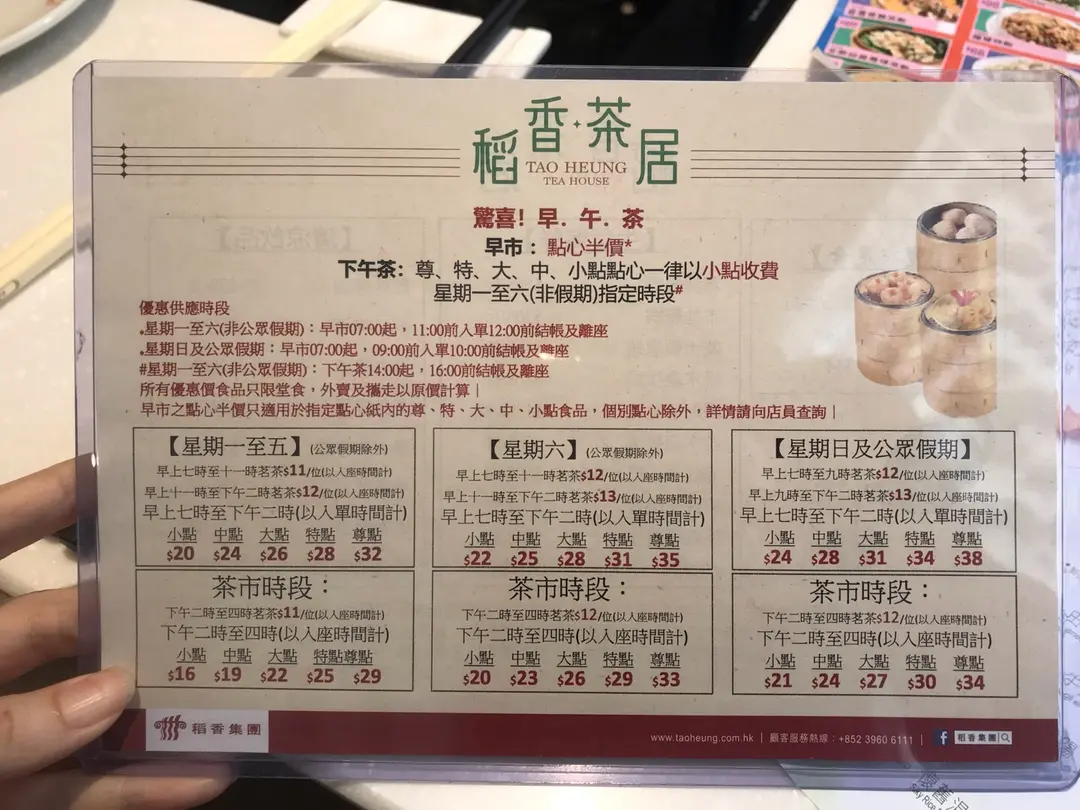 稻香·茶居
TAO HEUNG
TEA HOUSE
驚喜! 早. 午. 茶
早市: 點心半價*
下午茶: 尊、特、大、中、小點點心一律以小點收費
星期一至六(非假期)指定時段#
優惠供應時段
•星期一至六(非公眾假期):早市07:00起,11:00前入單12:00前結帳及離座
•星期日及公眾假期:早市07:00起,09:00前入單10:00前結帳及離座
#星期一至六(非公眾假期):下午茶14:00起,16:00前結帳及離座
所有優惠價食品只限堂食,外賣及攜走以原價計算|
早市之點心半價只適用於指定點心紙內的尊、特、大、中、小點食品,個別點心除外,詳情請向店員查詢|
【星期一至五】(公眾假期除外)
早上七時至十一時茗茶$11/位(以入座時間計)
早上十一時至下午二時茗茶$12/位(以入座時間計)
早上七時至下午二時(以入單時間計)
小點 中點 大點 特點 尊點
$20 $24 $26 $28 $32
茶市時段:
下午二時至四時茗茶$11/位(以入座時間計)
下午二時至四時(以入座時間計)
小點 中點 大點 特點尊點
$16 $19 $22 $25 $29
【星期六】(公眾假期除外)
早上七時至十一時茗茶$12/位(以入座時間計)
早上十一時至下午二時茗茶$13/位(以入座時間計)
早上七時至下午二時(以入單時間計)
小點 中點 大點 特點 尊點
$22 $25 $28 $31 $35
茶市時段:
下午二時至四時茗茶$12/位(以入座時間計)
下午二時至四時(以入座時間計)
小點 中點 大點 特點 尊點
$20 $23 $26 $29 $33
【星期日及公眾假期】
早上七時至九時茗茶$12/位(以入座時間計)
早上九時至下午二時茗茶$13/位(以入座時間計)
早上七時至下午二時(以入單時間計)
小點 中點 大點 特點 尊點
$24 $28 $31 $34 $38
茶市時段:
下午二時至四時茗茶$12/位(以入座時間計)
下午二時至四時(以入座時間計)
小點 中點 大點 特點 尊點
$21 $24 $27 $30 $34
稻香集團
www.taoheung.com.hk | 顧客服務熱線:+852 3960 6111 | f 稻香集團